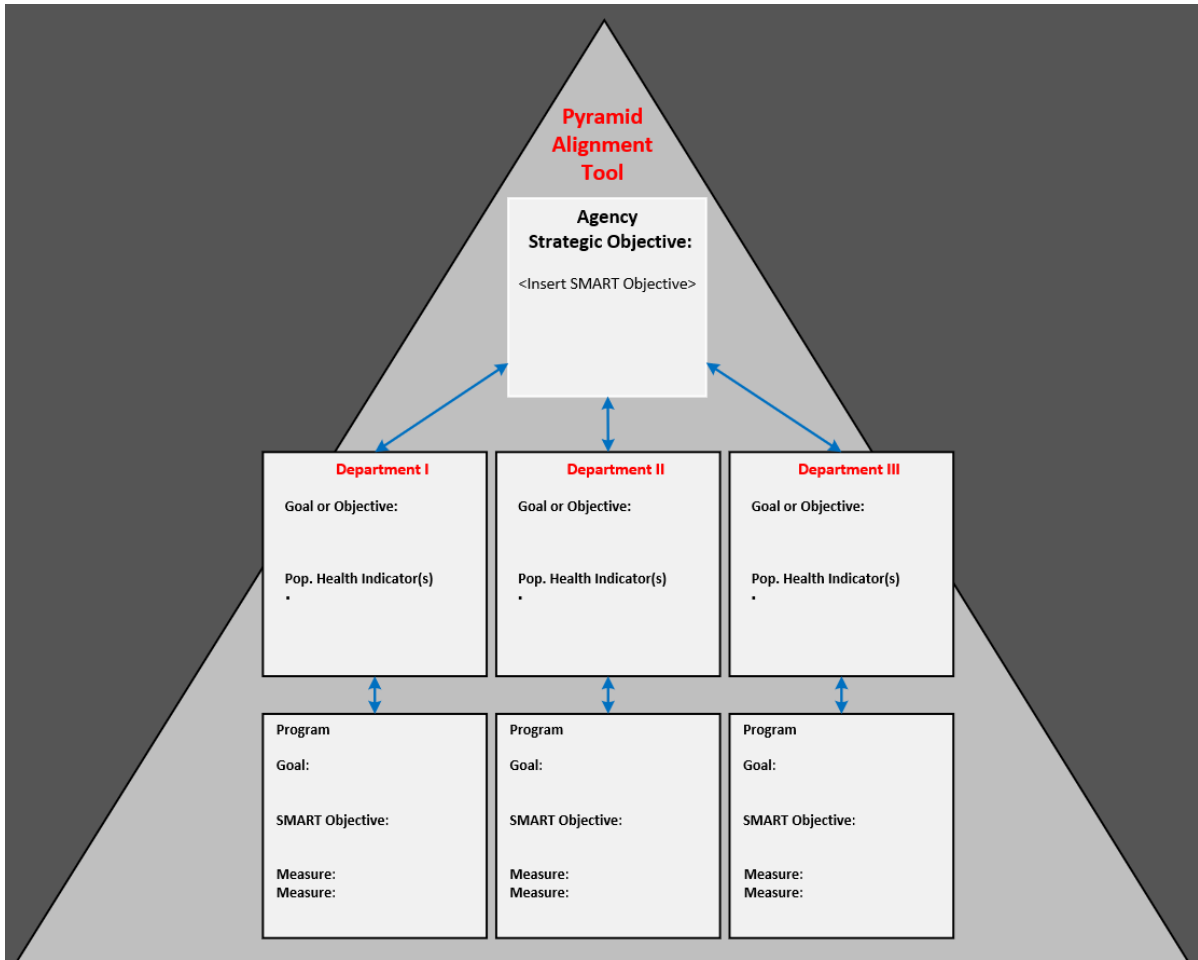 Pyramid
Alignment
Tool
Agency
Strategic Objective:
<Insert SMART Objective>
Department I
Goal or Objective:
Pop. Health Indicator(s)
▪
Department II
Goal or Objective:
Pop. Health Indicator(s)
▪
Department III
Goal or Objective:
Pop. Health Indicator(s)
▪
Program
Goal:
SMART Objective:
Measure:
Measure:
Program
Goal:
SMART Objective:
Measure:
Measure:
Program
Goal:
SMART Objective:
Measure:
Measure: